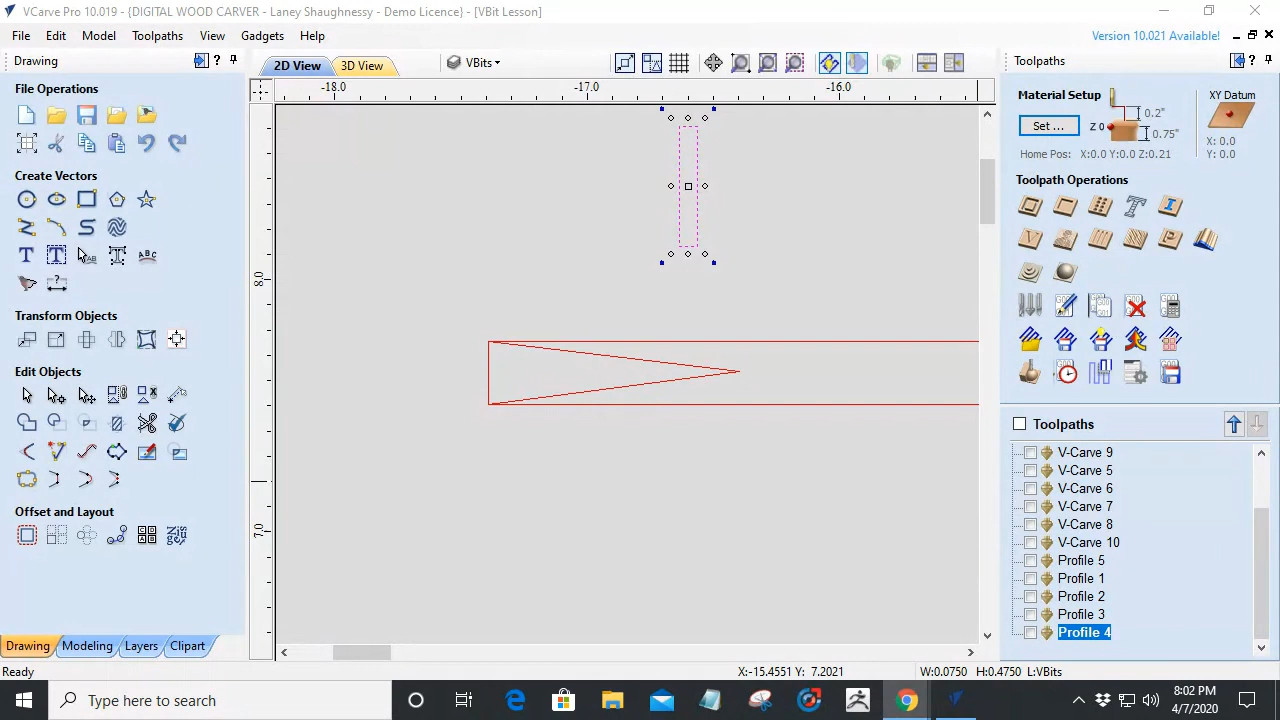 VCarve Pro 10.019 - {DIGITAL WOOD CARVER - Laney Shaughnessy - Demo Licence} - [VBit Lesson]
File Edit Model Toolpaths View Gadgets Help Version 10.021 Available!
Drawing ?
2D View 3D View VBits
Toolpaths ?
File Operations
Create Vectors
Transform Objects
Edit Objects
Offset and Layout
Drawing Modeling Layers Clipart
-18.0 -17.0 -16.0
8.0
7.0
Material Setup XY Datum
0.2"
Set ... Z 0 0.75"
X: 0.0
Home Pos: X:0.0 Y:0.0 Z:0.21 Y: 0.0
Toolpath Operations
Toolpaths
V-Carve 9
V-Carve 5
V-Carve 6
V-Carve 7
V-Carve 8
V-Carve 10
Profile 5
Profile 1
Profile 2
Profile 3
Profile 4
Ready X:-15.4551 Y: 7.2021 W:0.0750 H:0.4750 L:VBits
Type here to search
8:02 PM
4/7/2020